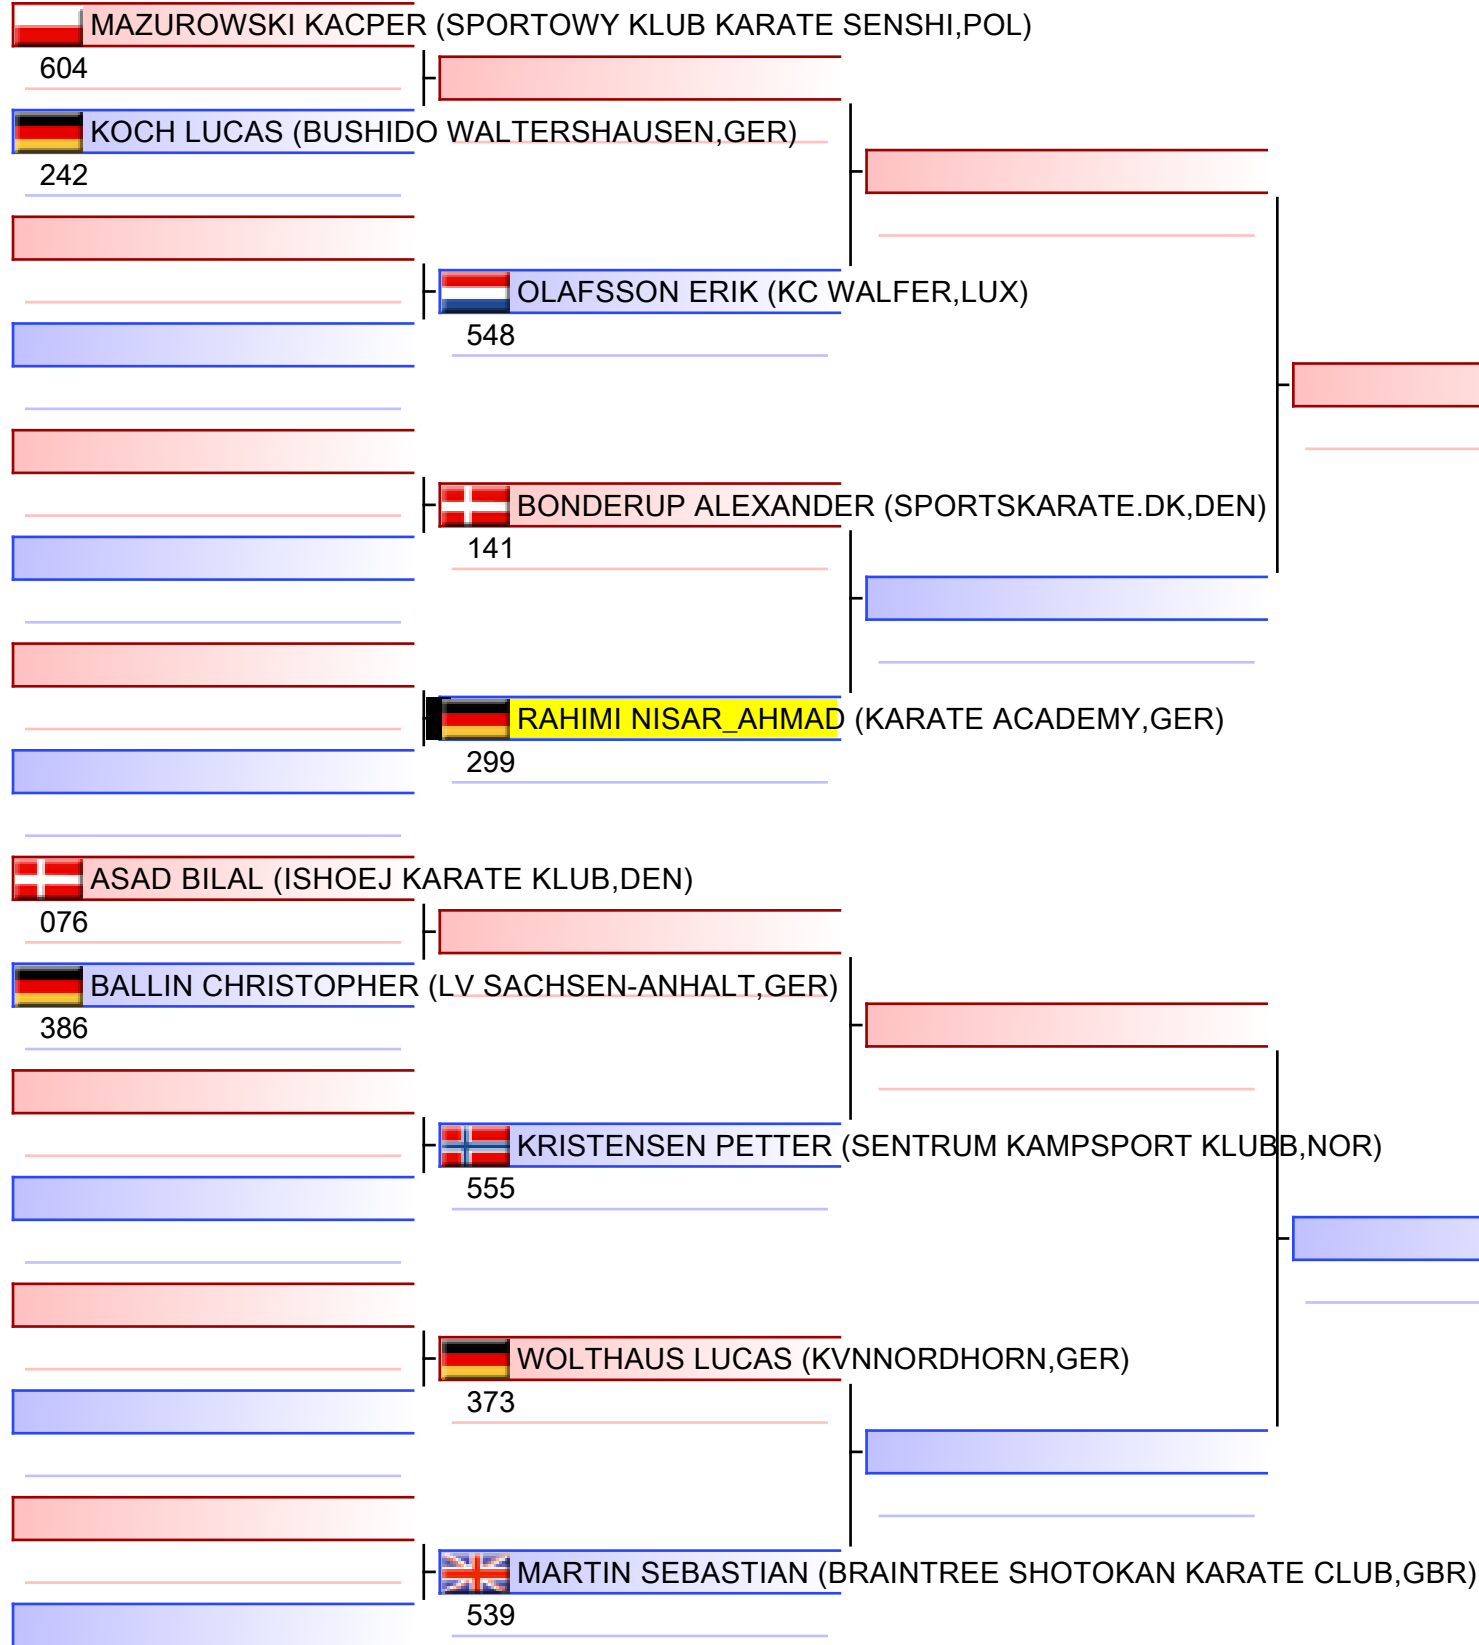 MAZUROWSKI KACPER (SPORTOWY KLUB KARATE SENSHI,POL)
604
KOCH LUCAS (BUSHIDO WALTERSHAUSEN,GER)
242
OLAFSSON ERIK (KC WALFER,LUX)
548
BONDERUP ALEXANDER (SPORTSKARATE.DK,DEN)
141
RAHIMI NISAR_AHMAD (KARATE ACADEMY,GER)
299
ASAD BILAL (ISHOEJ KARATE KLUB,DEN)
076
BALLIN CHRISTOPHER (LV SACHSEN-ANHALT,GER)
386
KRISTENSEN PETTER (SENTRUM KAMPSPORT KLUBB,NOR)
555
WOLTHAUS LUCAS (KVNNORDHORN,GER)
373
MARTIN SEBASTIAN (BRAINTREE SHOTOKAN KARATE CLUB,GBR)
539